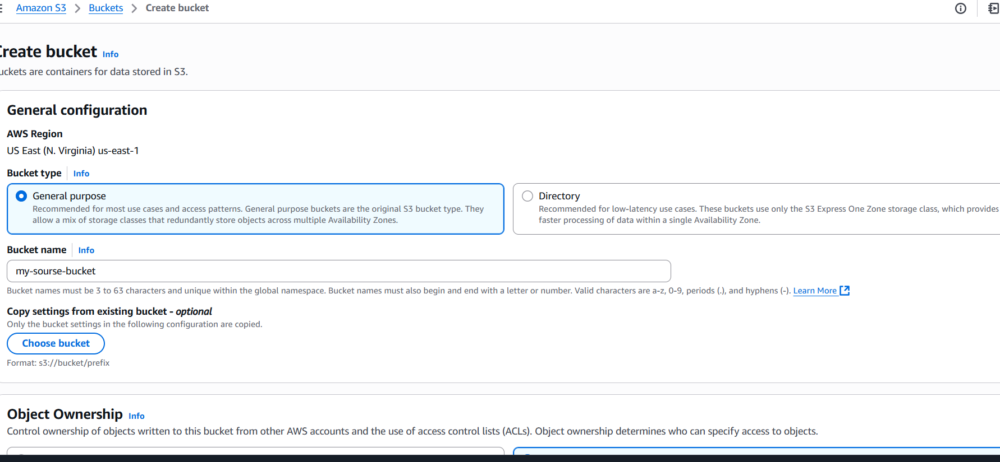 Amazon S3 > Buckets > Create bucket
Create bucket Info
uckets are containers for data stored in S3.
General configuration
AWS Region
US East (N. Virginia) us-east-1
Bucket type Info
General purpose
Recommended for most use cases and access patterns. General purpose buckets are the original S3 bucket type. They
allow a mix of storage classes that redundantly store objects across multiple Availability Zones.
Directory
Recommended for low-latency use cases. These buckets use only the S3 Express One Zone storage class, which provides
faster processing of data within a single Availability Zone.
Bucket name Info
my-sourse-bucket
Bucket names must be 3 to 63 characters and unique within the global namespace. Bucket names must also begin and end with a letter or number. Valid characters are a-z, 0-9, periods (.), and hyphens (-). Learn More
Copy settings from existing bucket - optional
Only the bucket settings in the following configuration are copied.
Choose bucket
Format: s3://bucket/prefix
Object Ownership Info
Control ownership of objects written to this bucket from other AWS accounts and the use of access control lists (ACLs). Object ownership determines who can specify access to objects.